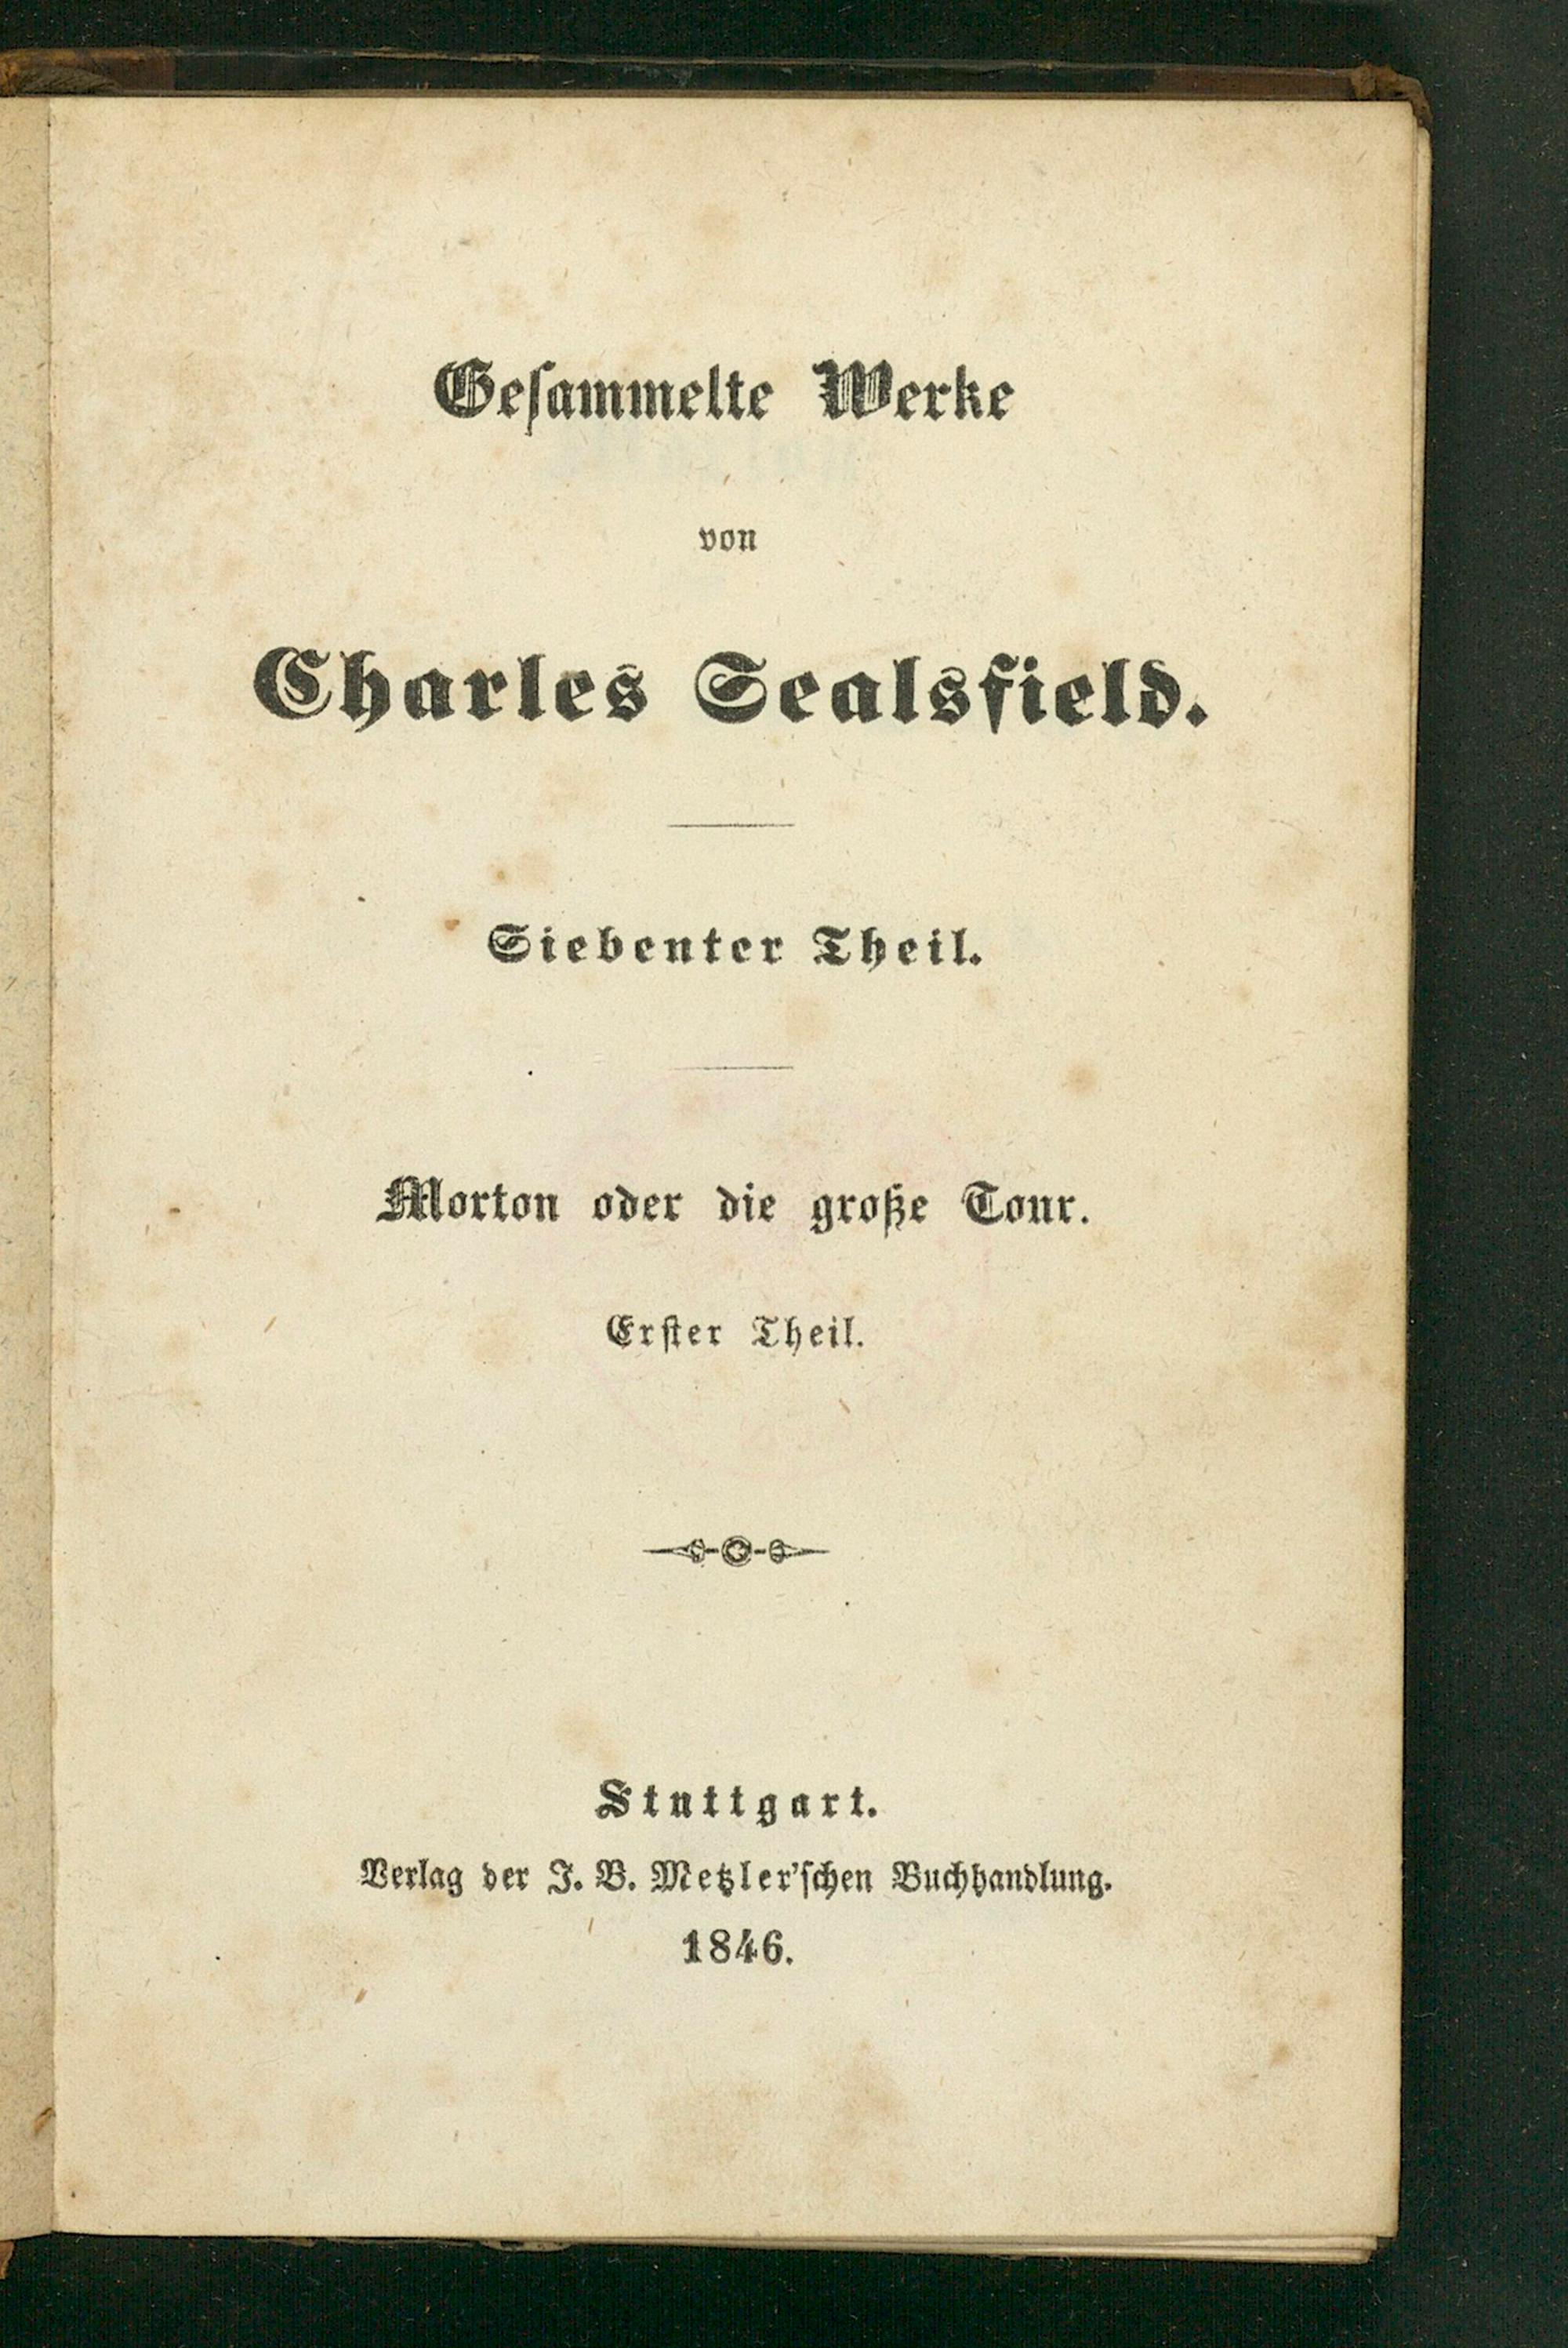 Gesammelte Werke
von
Charles Sealsfield.
Siebenter Theil.
Morton oder die große Tour.
Erster Theil.
Stuttgart.
Verlag der J. B. Metzler'schen Buchhandlung.
1846.